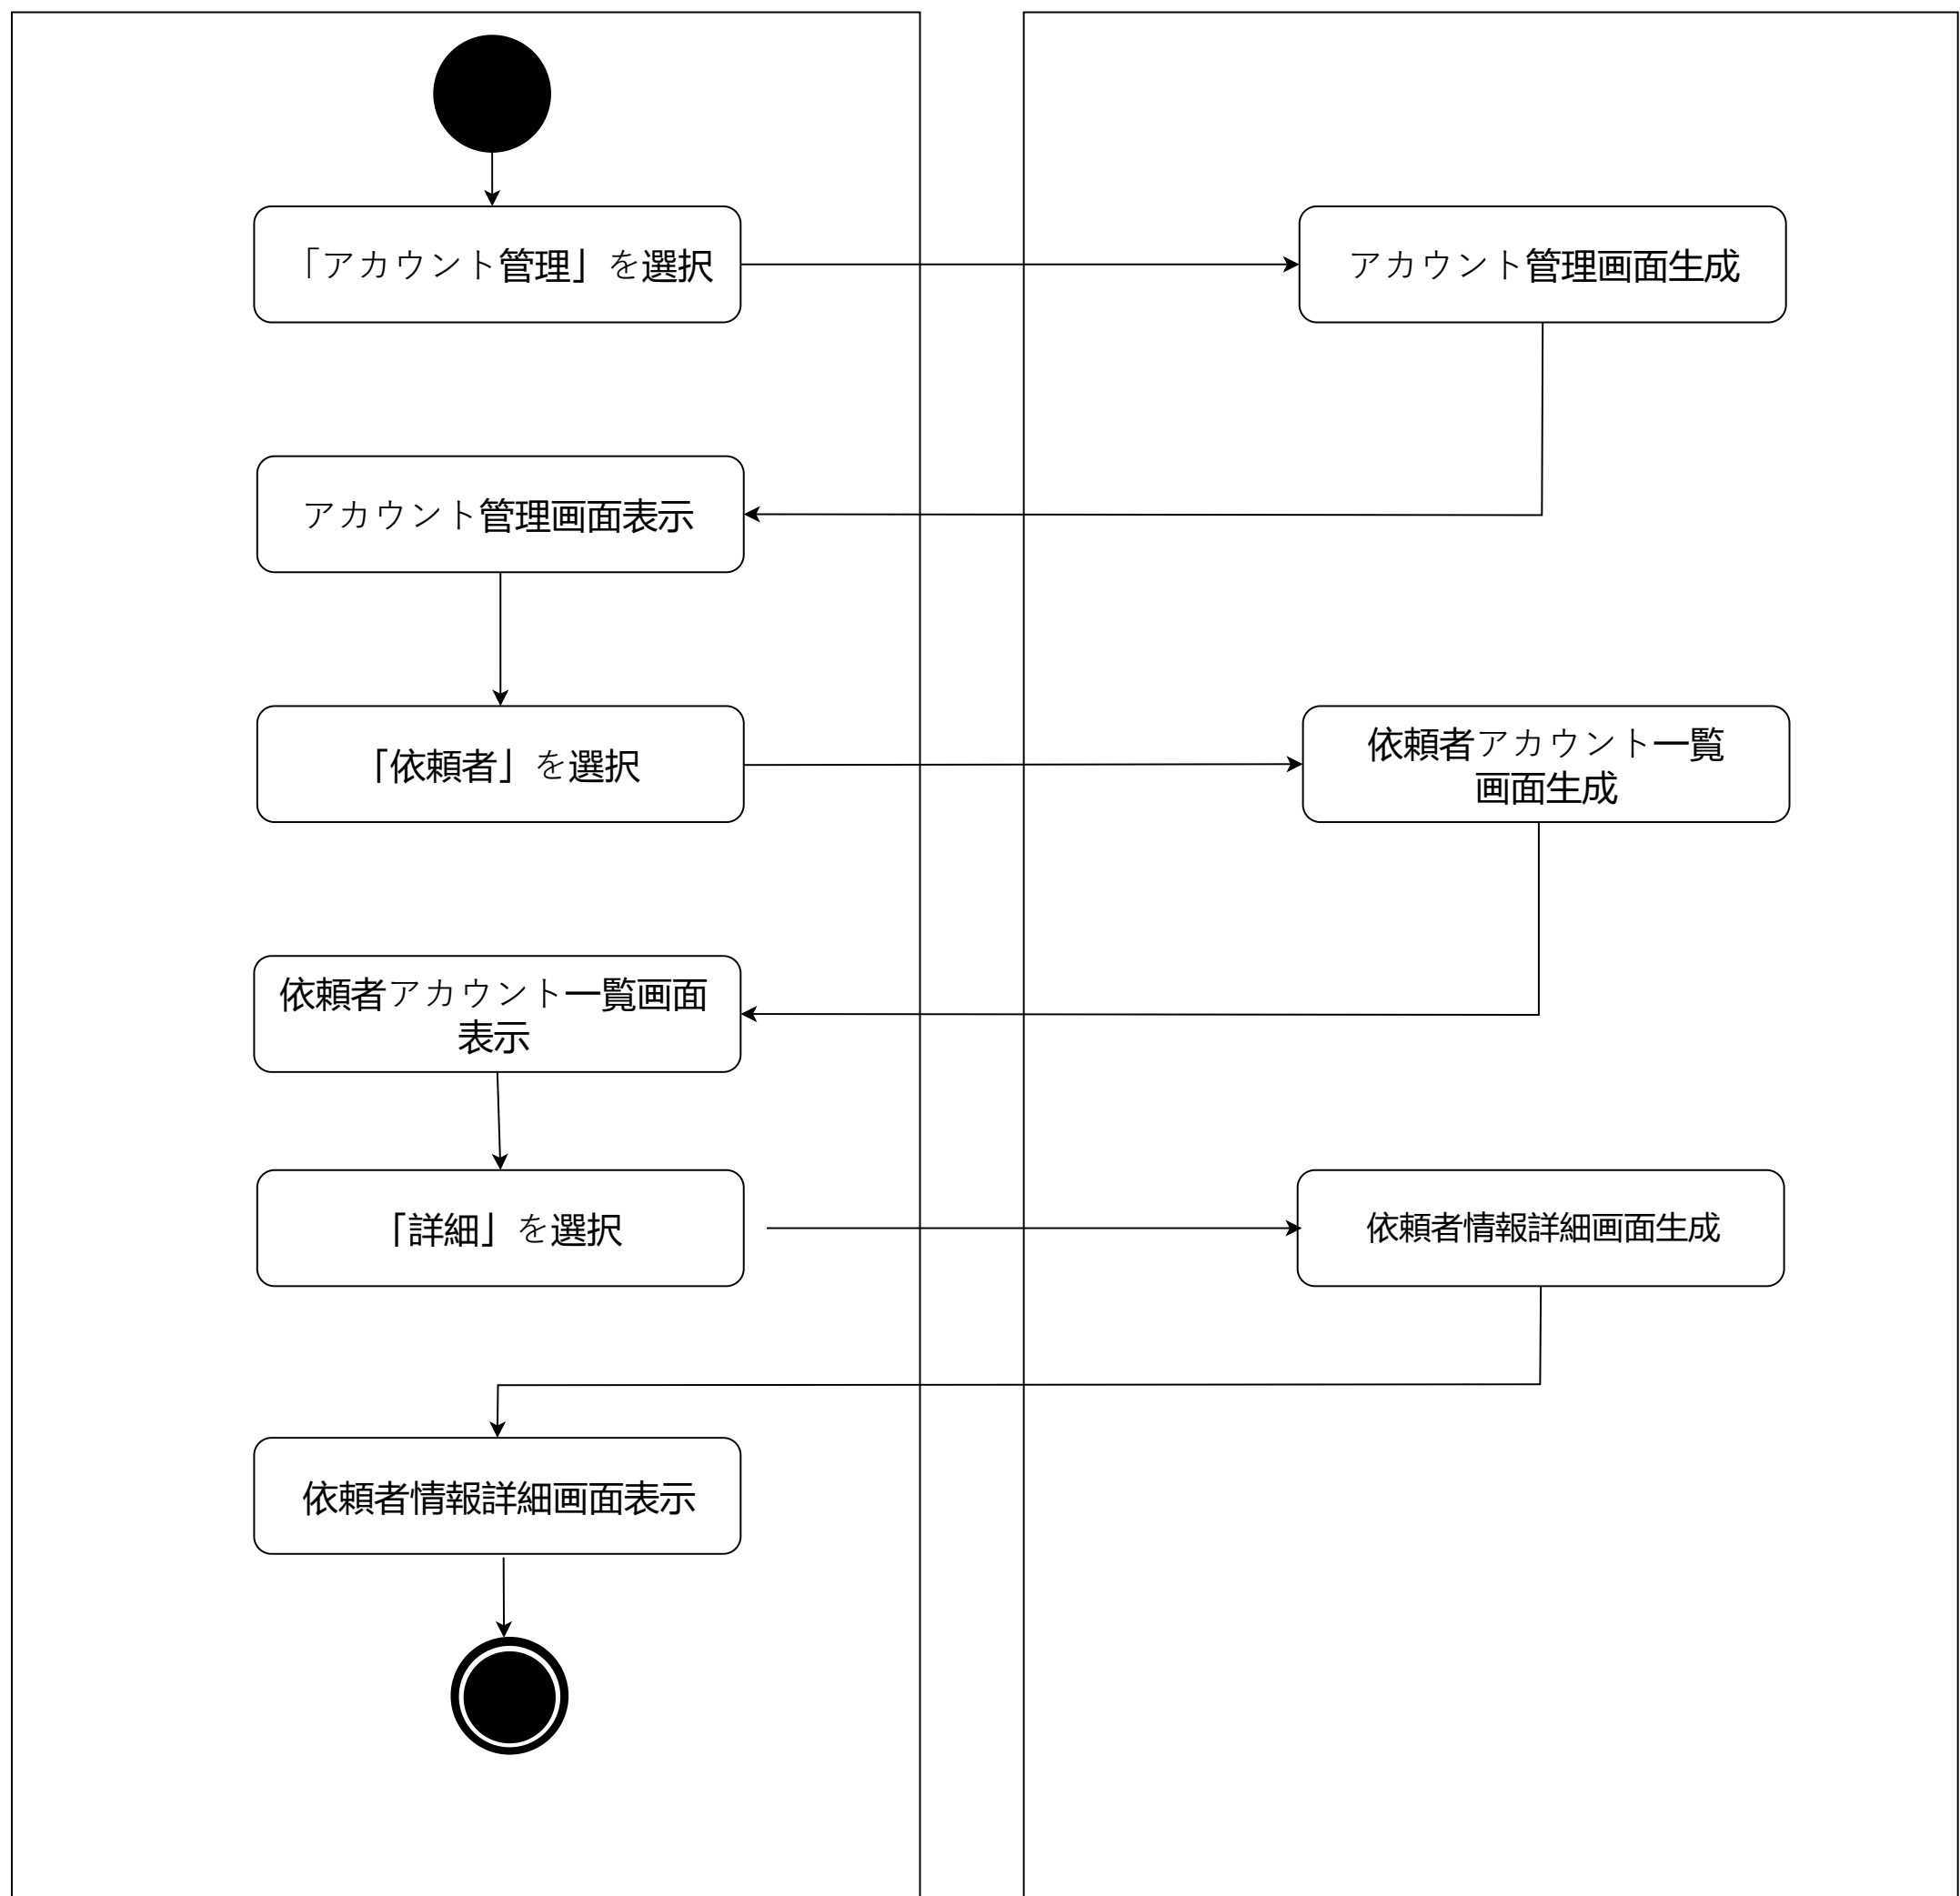 「アカウント管理」を選択
アカウント管理画面生成
アカウント管理画面表示
「依頼者」を選択
依頼者アカウント一覧
画面生成
依頼者アカウント一覧画面
表示
「詳細」を選択
依頼者情報詳細画面生成
依頼者情報詳細画面表示